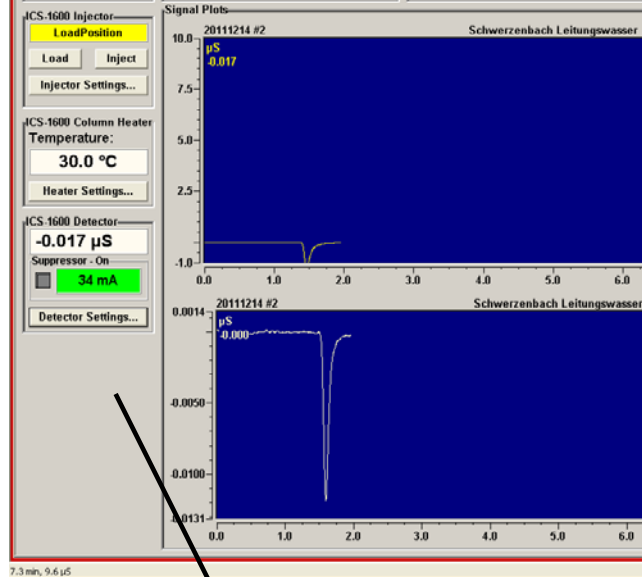 ICS-1600 Injector
LoadPosition
Load Inject
Injector Settings...
ICS-1600 Column Heater
Temperature:
30.0 °C
Heater Settings...
ICS-1600 Detector
-0.017 µS
Suppressor - On
34 mA
Detector Settings...
Signal Plots
20111214 #2 Schwerzenbach Leitungswasser
10.0
µS
-0.017
7.5
5.0
2.5
-1.0
0.0 1.0 2.0 3.0 4.0 5.0 6.0
20111214 #2 Schwerzenbach Leitungswasser
0.0014
µS
-0.000
-0.0050
-0.0100
-0.0131
0.0 1.0 2.0 3.0 4.0 5.0 6.0
7.3 min, 9.6 µS